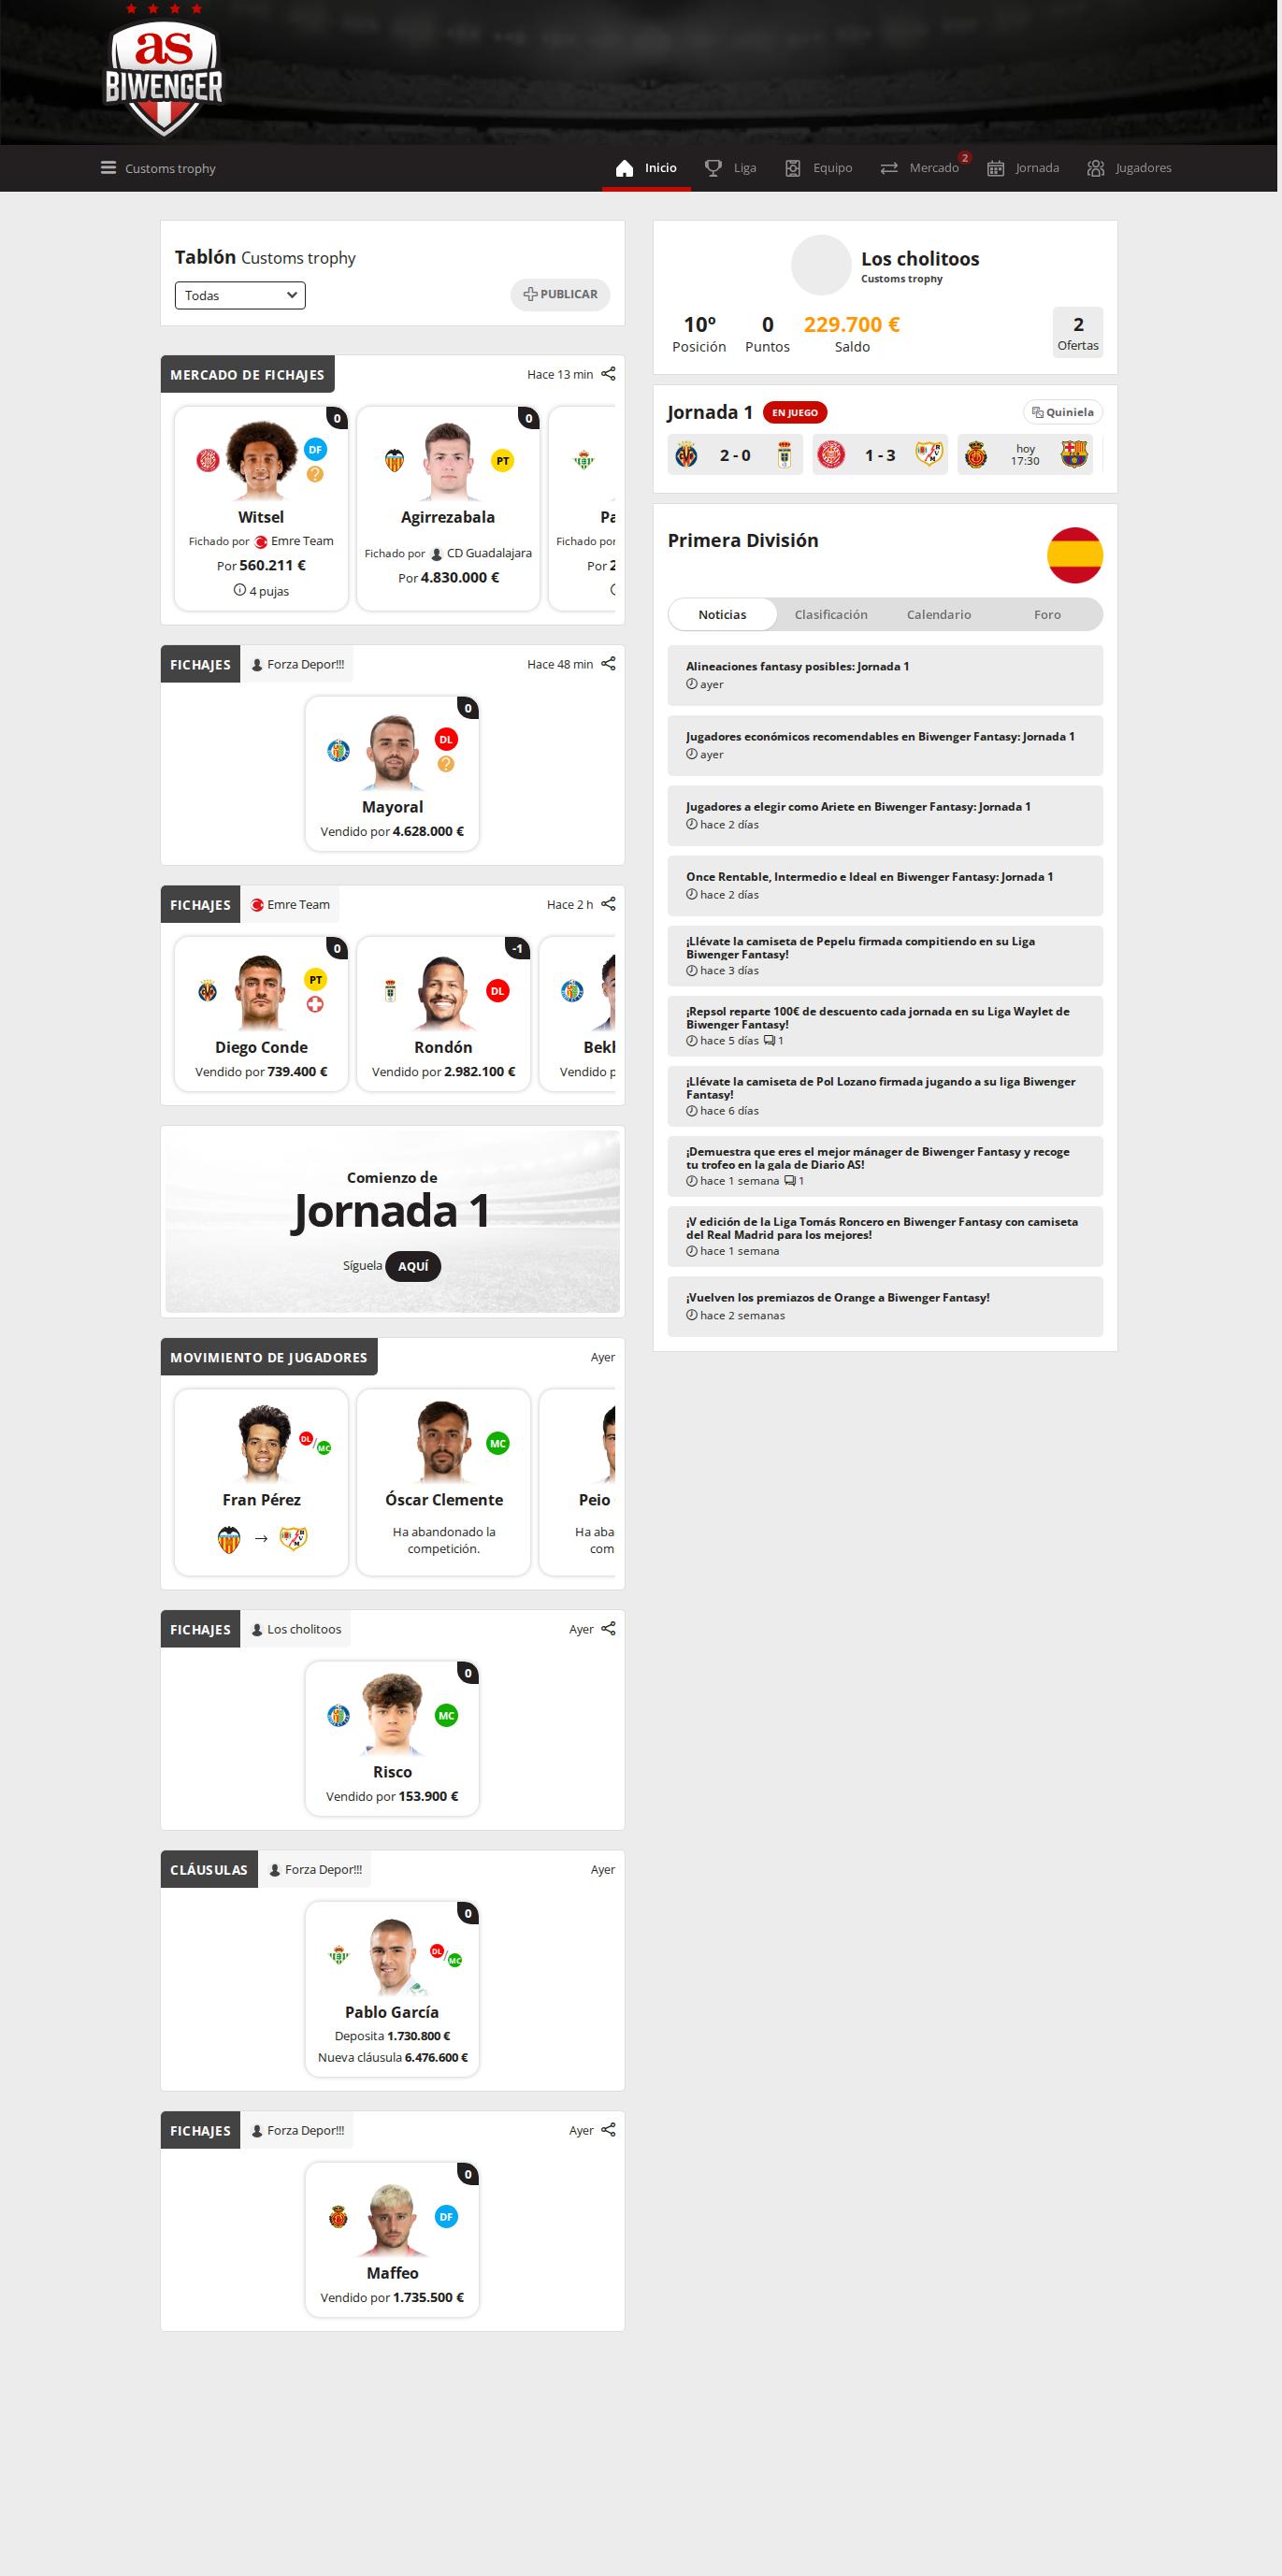 as
BIWENGER
Customs trophy
Inicio
Liga
Equipo
Mercado
2
Jornada
Jugadores
Tablón Customs trophy
Todas
PUBLICAR
MERCADO DE FICHAJES
Hace 13 min
0
DF
?
Witsel
Fichado por Emre Team
Por 560.211 €
4 pujas
0
PT
Agirrezabala
Fichado por CD Guadalajara
Por 4.830.000 €
Pa
Fichado por
Por 2
FICHAJES
Forza Depor!!!
Hace 48 min
0
DL
?
Mayoral
Vendido por 4.628.000 €
FICHAJES
Emre Team
Hace 2 h
0
PT
Diego Conde
Vendido por 739.400 €
-1
DL
Rondón
Vendido por 2.982.100 €
Bekh
Vendido p
Comienzo de
Jornada 1
Síguela AQUÍ
MOVIMIENTO DE JUGADORES
Ayer
DL/MC
Fran Pérez
→
MC
Óscar Clemente
Ha abandonado la
competición.
Peio
Ha aba
com
FICHAJES
Los cholitoos
Ayer
0
MC
Risco
Vendido por 153.900 €
CLÁUSULAS
Forza Depor!!!
Ayer
0
DL/MC
Pablo García
Deposita 1.730.800 €
Nueva cláusula 6.476.600 €
FICHAJES
Forza Depor!!!
Ayer
0
DF
Maffeo
Vendido por 1.735.500 €
Los cholitoos
Customs trophy
10º
Posición
0
Puntos
229.700 €
Saldo
2
Ofertas
Jornada 1
EN JUEGO
Quiniela
2 - 0
1 - 3
hoy
17:30
Primera División
Noticias
Clasificación
Calendario
Foro
Alineaciones fantasy posibles: Jornada 1
ayer
Jugadores económicos recomendables en Biwenger Fantasy: Jornada 1
ayer
Jugadores a elegir como Ariete en Biwenger Fantasy: Jornada 1
hace 2 días
Once Rentable, Intermedio e Ideal en Biwenger Fantasy: Jornada 1
hace 2 días
¡Llévate la camiseta de Pepelu firmada compitiendo en su Liga
Biwenger Fantasy!
hace 3 días
¡Repsol reparte 100€ de descuento cada jornada en su Liga Waylet de
Biwenger Fantasy!
hace 5 días 1
¡Llévate la camiseta de Pol Lozano firmada jugando a su liga Biwenger
Fantasy!
hace 6 días
¡Demuestra que eres el mejor mánager de Biwenger Fantasy y recoge
tu trofeo en la gala de Diario AS!
hace 1 semana 1
¡V edición de la Liga Tomás Roncero en Biwenger Fantasy con camiseta
del Real Madrid para los mejores!
hace 1 semana
¡Vuelven los premiazos de Orange a Biwenger Fantasy!
hace 2 semanas